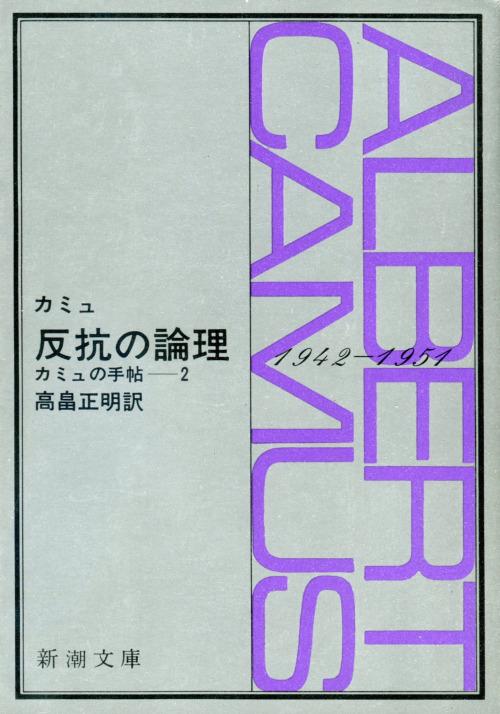 ALBERT
CAMUS
1942–1951
カミュ
反抗の論理
カミュの手帖――2
高畠正明訳
新潮文庫